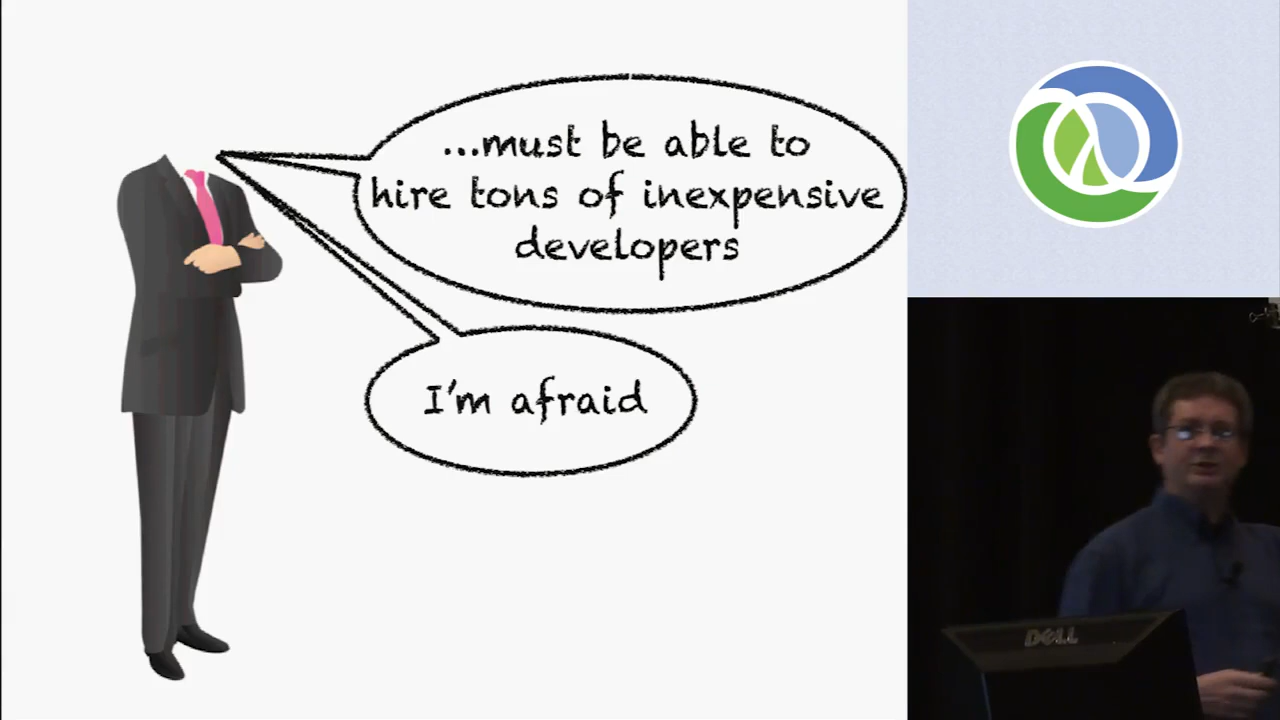 ...must be able to
hire tons of inexpensive
developers
I'm afraid
DELL